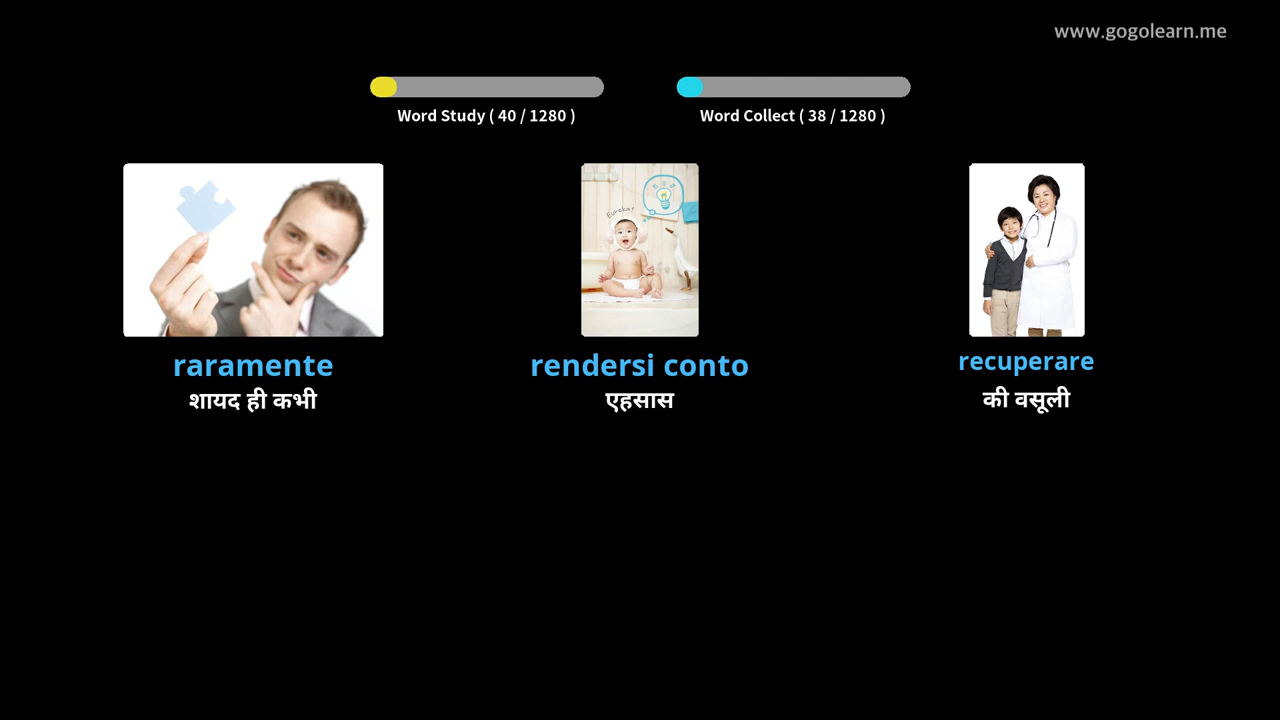 www.gogolearn.me
Word Study ( 40 / 1280 )
Word Collect ( 38 / 1280 )
Eureka!
raramente
rendersi conto
recuperare
शायद ही कभी
एहसास
की वसूली